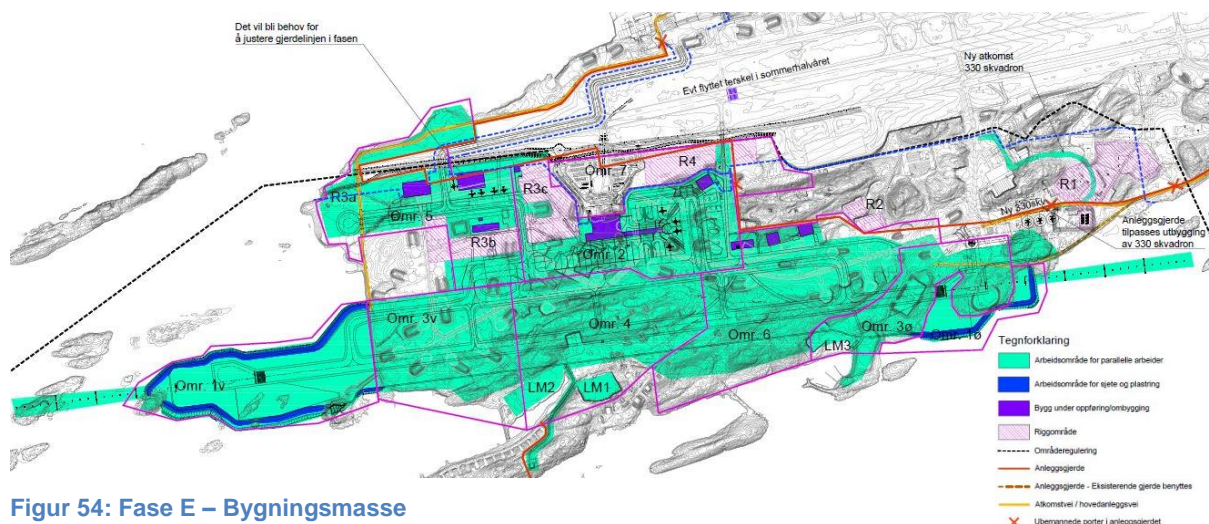 Det vil bli behov for
å justere gjerdelinjen i fasen
Ny atkomst
330 skvadron
Evt flyttet terskel i sommerhalvåret
R4
Omr. 7
R3c
R3a
Omr. 5
R1
R2
Ny 330skv
R3b
Omr. 2
Anleggsgjerde
tilpasses utbygging
av 330 skvadron
Omr. 3v
Omr. 4
Omr. 6
Omr. 3ø
Omr. 1ø
LM3
Omr. 1v
LM2
LM1
Tegnforklaring
Arbeidsområde for parallelle arbeider
Arbeidsområde for sjete og plastring
Bygg under oppføring/ombygging
Riggområde
Områderegulering
Anleggsgjerde
Anleggsgjerde - Eksisterende gjerde benyttes
Atkomstvei / hovedanleggsvei
Ubemannede porter i anleggsgjerdet
Figur 54: Fase E – Bygningsmasse